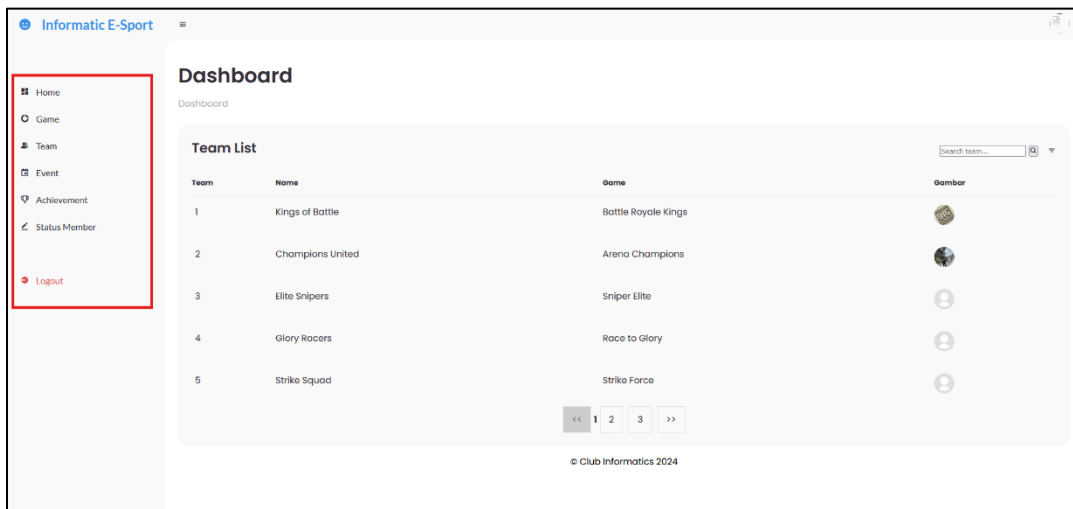 Informatic E-Sport
Home
Game
Team
Event
Achievement
Status Member
Logout
Dashboard
Dashboard
Team List
Search team...
Team Name Game Gambar
1 Kings of Battle Battle Royale Kings
2 Champions United Arena Champions
3 Elite Snipers Sniper Elite
4 Glory Racers Race to Glory
5 Strike Squad Strike Force
<< 1 2 3 >>
© Club Informatics 2024